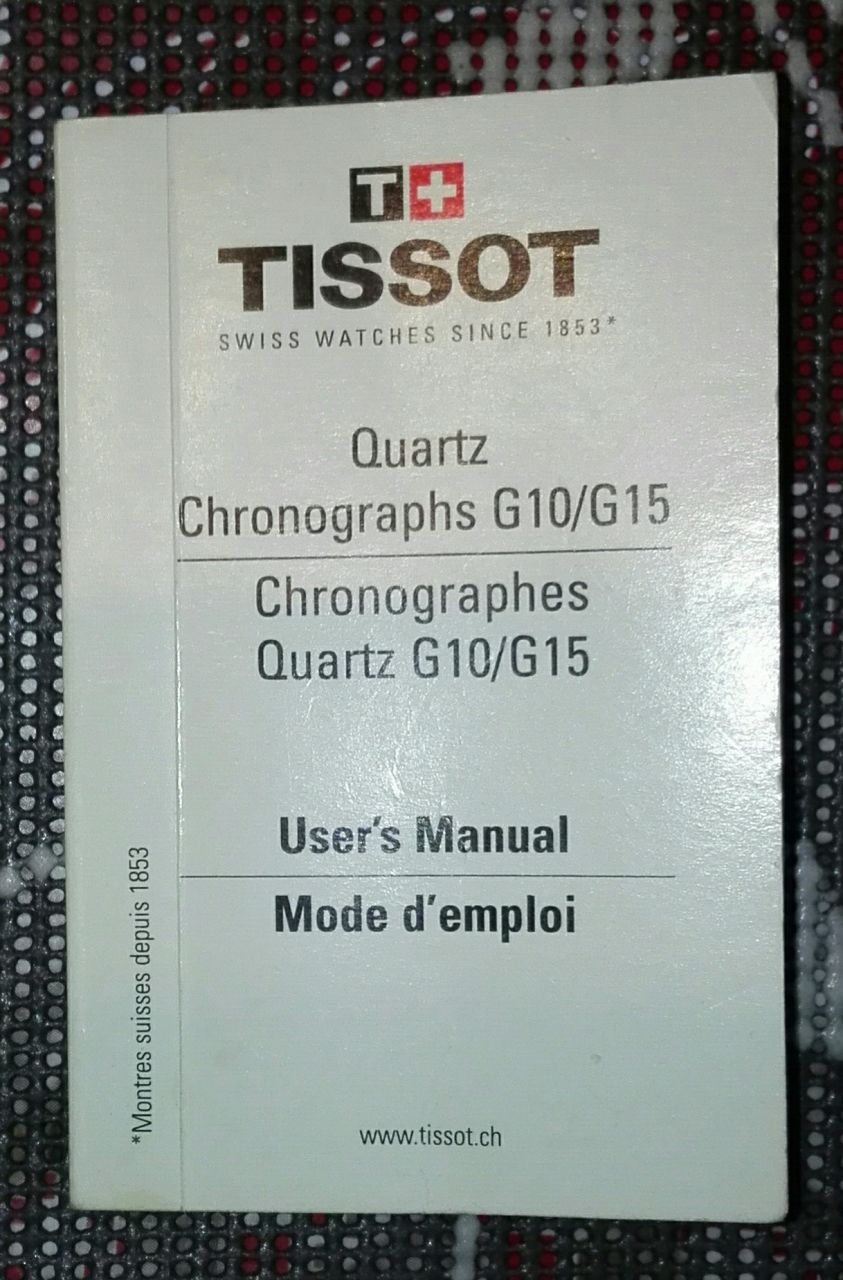 T+
TISSOT
SWISS WATCHES SINCE 1853*
Quartz
Chronographs G10/G15
Chronographes
Quartz G10/G15
User's Manual
Mode d'emploi
*Montres suisses depuis 1853
www.tissot.ch